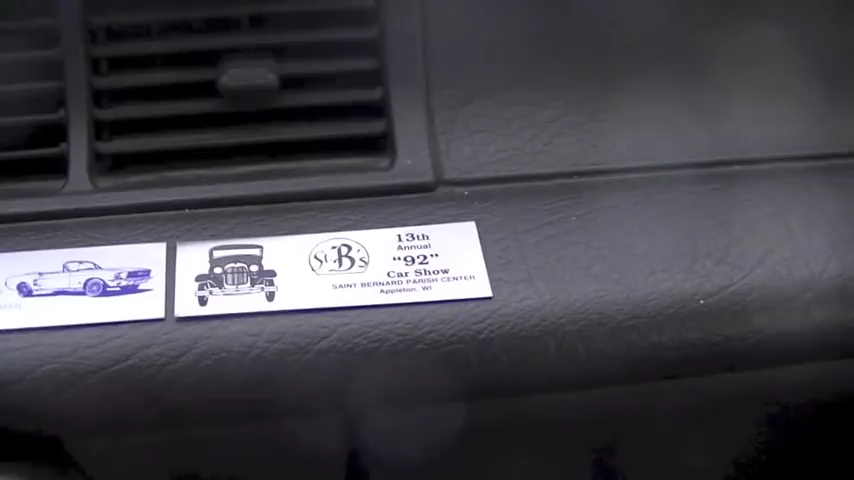 St B's
13th
Annual
"92"
Car Show
SAINT BERNARD PARISH CENTER
Appleton, WI